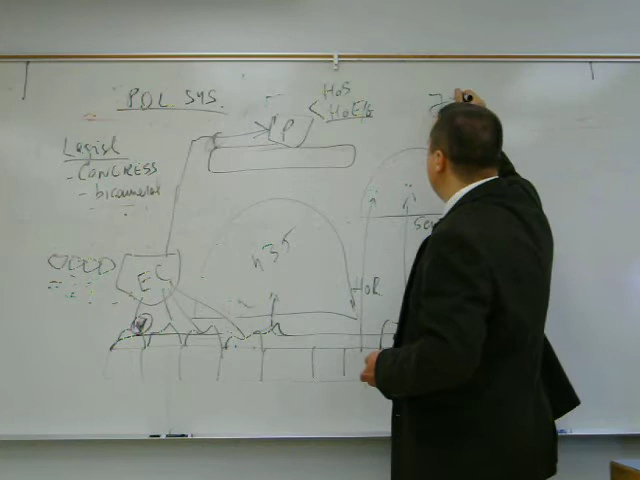 POL. SYS.
HoS
HoE
P
Legisl
- CONGRESS
- bicameral
435
EC
HoR
Sen